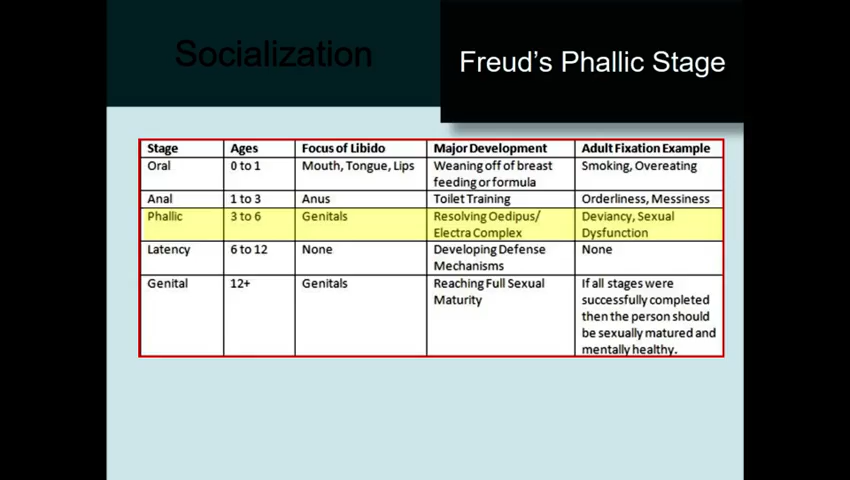 Socialization
Freud's Phallic Stage
Stage Ages Focus of Libido Major Development Adult Fixation Example
Oral 0 to 1 Mouth, Tongue, Lips Weaning off of breast Smoking, Overeating
feeding or formula
Anal 1 to 3 Anus Toilet Training Orderliness, Messiness
Phallic 3 to 6 Genitals Resolving Oedipus/ Deviancy, Sexual
Electra Complex Dysfunction
Latency 6 to 12 None Developing Defense None
Mechanisms
Genital 12+ Genitals Reaching Full Sexual If all stages were
Maturity successfully completed
then the person should
be sexually matured and
mentally healthy.